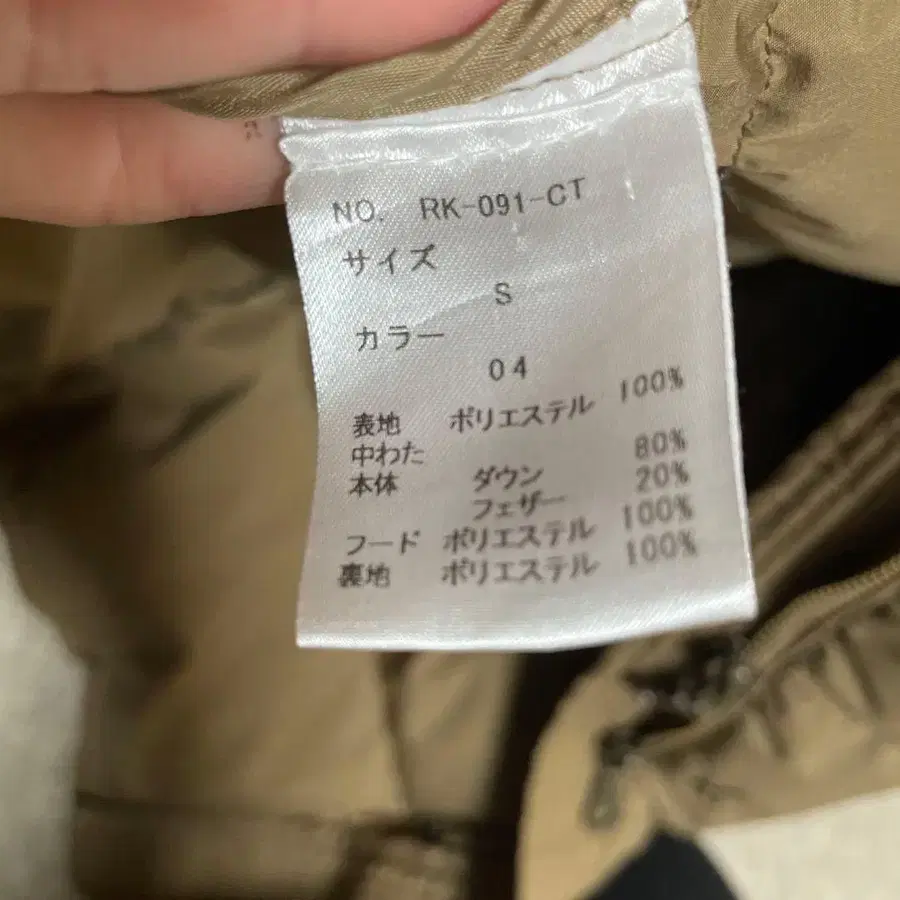 NO. RK-091-CT
サイズ
S
カラー
04
表地 ポリエステル 100%
中わた
本体 ダウン 80%
フェザー 20%
フード ポリエステル 100%
裏地 ポリエステル 100%